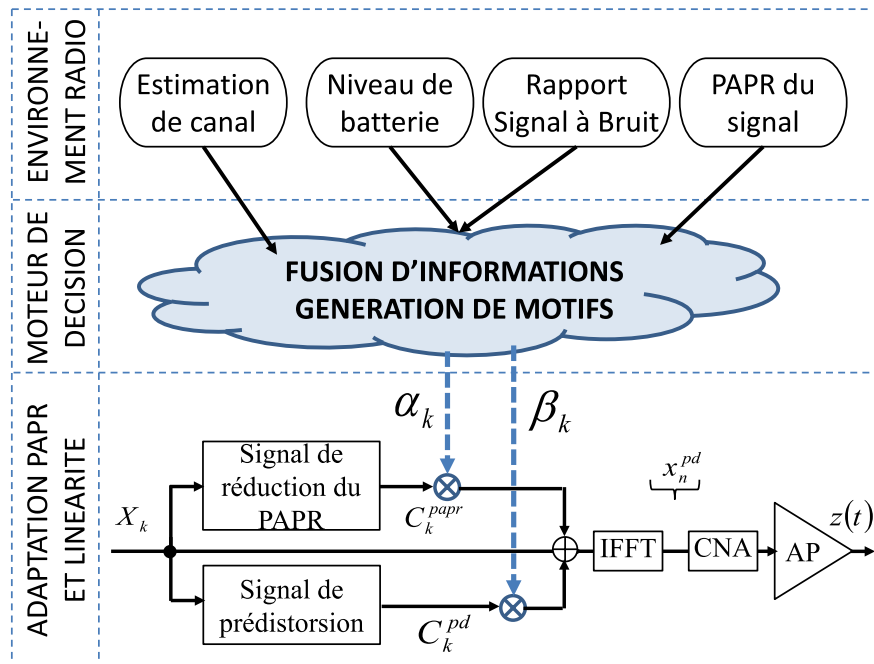 ENVIRONNE-
MENT RADIO
Estimation
de canal
Niveau de
batterie
Rapport
Signal à Bruit
PAPR du
signal
MOTEUR DE
DECISION
FUSION D’INFORMATIONS
GENERATION DE MOTIFS
ADAPTATION PAPR
ET LINEARITE
α_k
β_k
X_k
Signal de
réduction du
PAPR
C_k^{papr}
x_n^{pd}
IFFT
CNA
AP
z(t)
Signal de
prédistorsion
C_k^{pd}